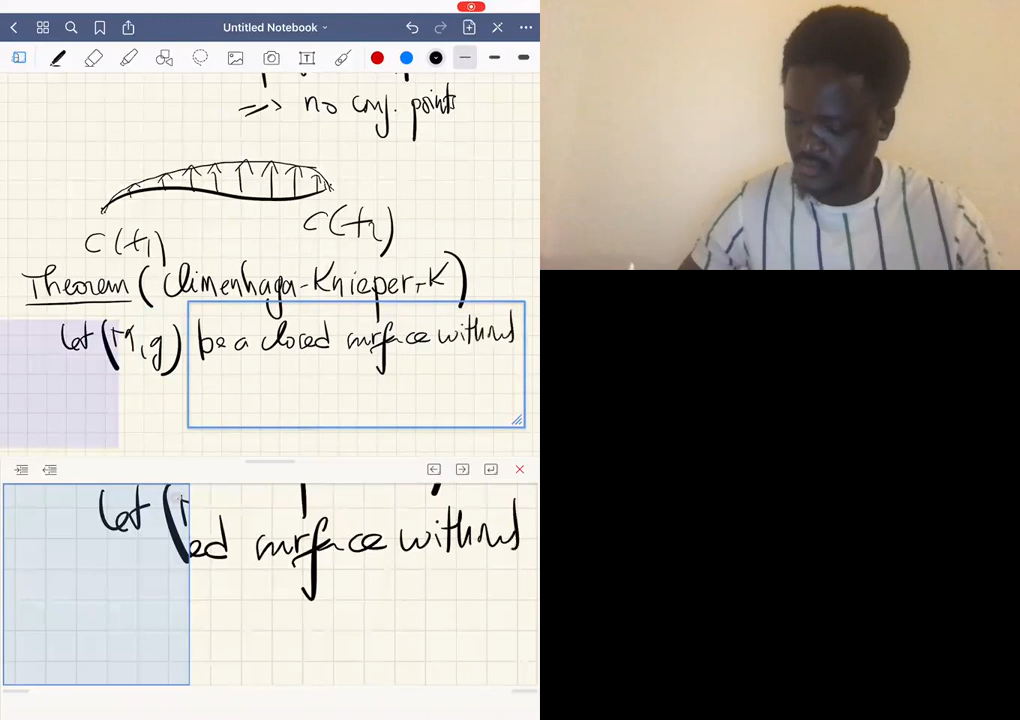 Untitled Notebook
=> no conj. points
c(t1)
c(t2)
Theorem (Climenhaga-Knieper-K)
let (M,g) be a closed surface without
let
ed surface without